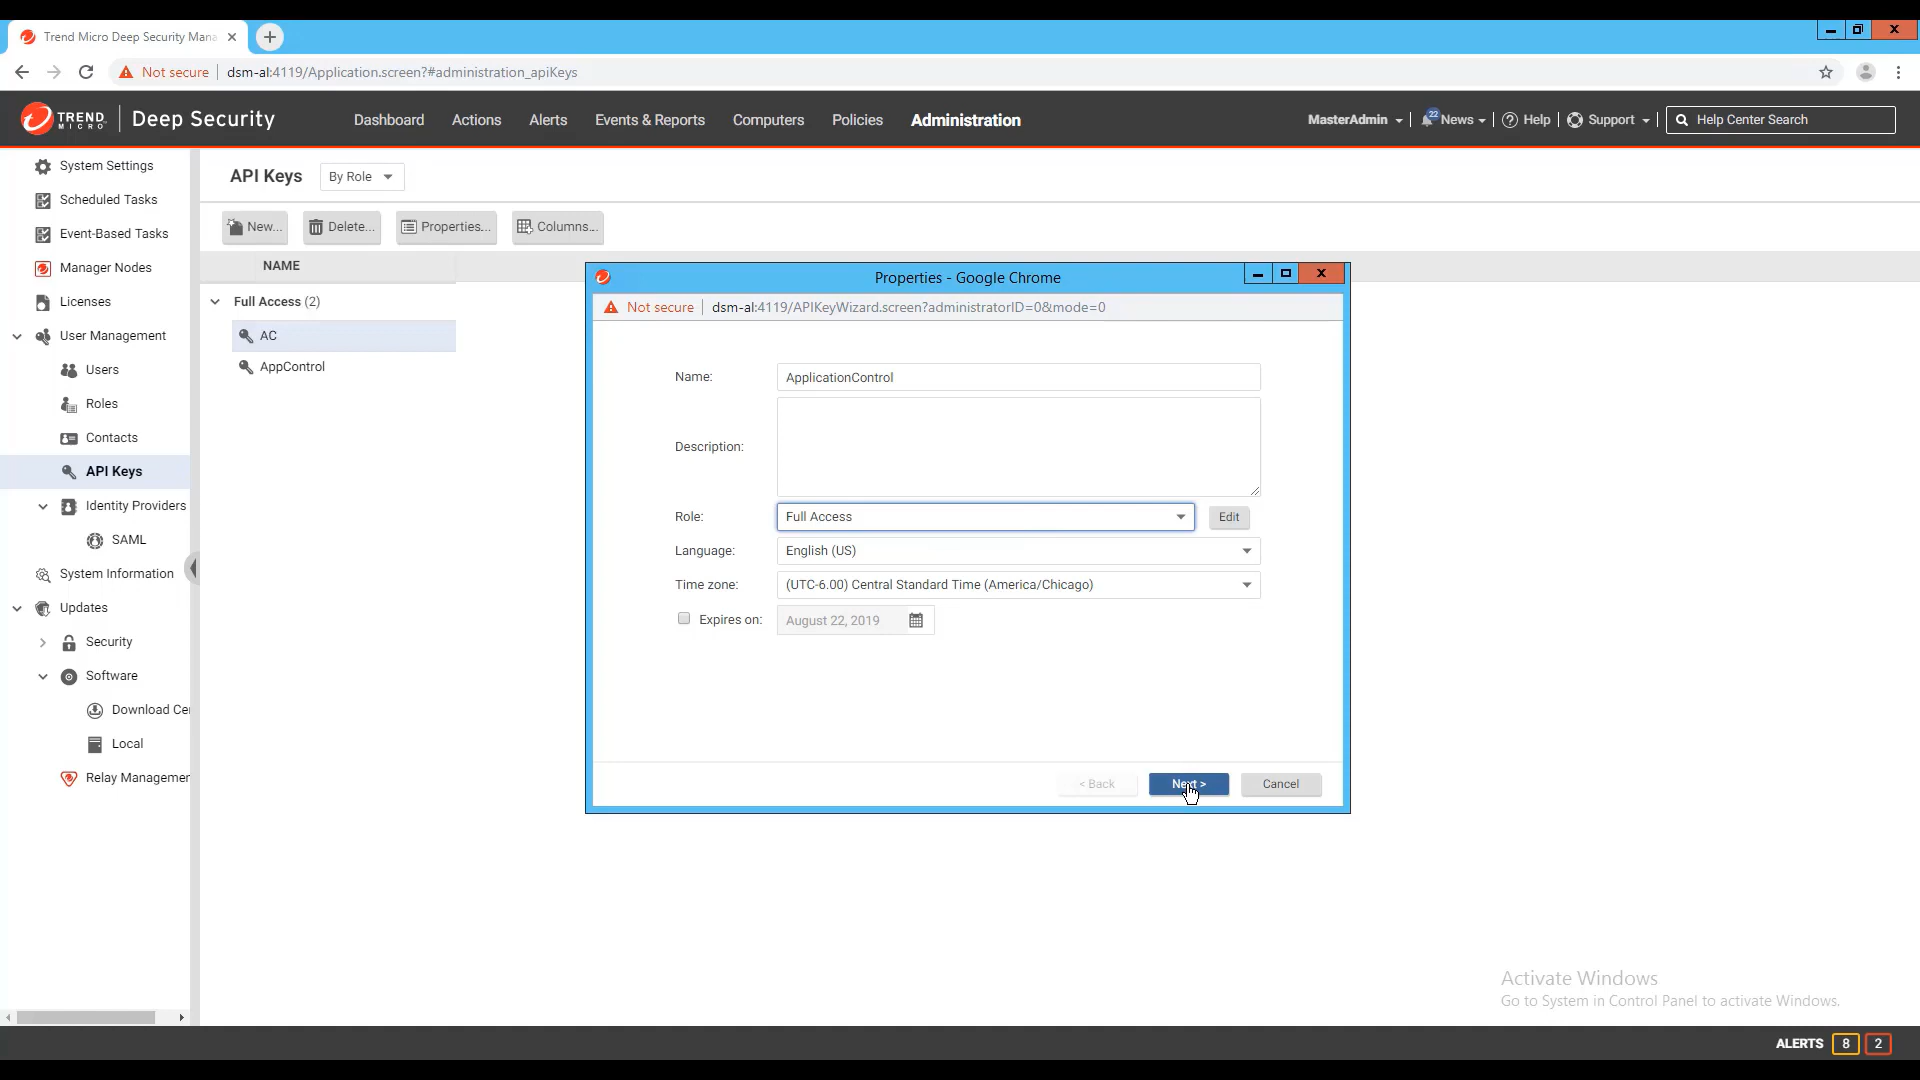 Trend Micro Deep Security Mana
Not secure dsm-al:4119/Application.screen?#administration_apiKeys
TREND MICRO Deep Security
Dashboard Actions Alerts Events & Reports Computers Policies Administration
MasterAdmin 22 News Help Support Help Center Search
System Settings
Scheduled Tasks
Event-Based Tasks
Manager Nodes
Licenses
User Management
Users
Roles
Contacts
API Keys
Identity Providers
SAML
System Information
Updates
Security
Software
Download Ce
Local
Relay Managemen
API Keys By Role
New... Delete... Properties... Columns...
NAME
Full Access (2)
AC
AppControl
Properties - Google Chrome
Not secure dsm-al:4119/APIKeyWizard.screen?administratorID=0&mode=0
Name: ApplicationControl
Description:
Role: Full Access Edit
Language: English (US)
Time zone: (UTC-6.00) Central Standard Time (America/Chicago)
Expires on: August 22, 2019
< Back Next > Cancel
Activate Windows
Go to System in Control Panel to activate Windows.
ALERTS 8 2